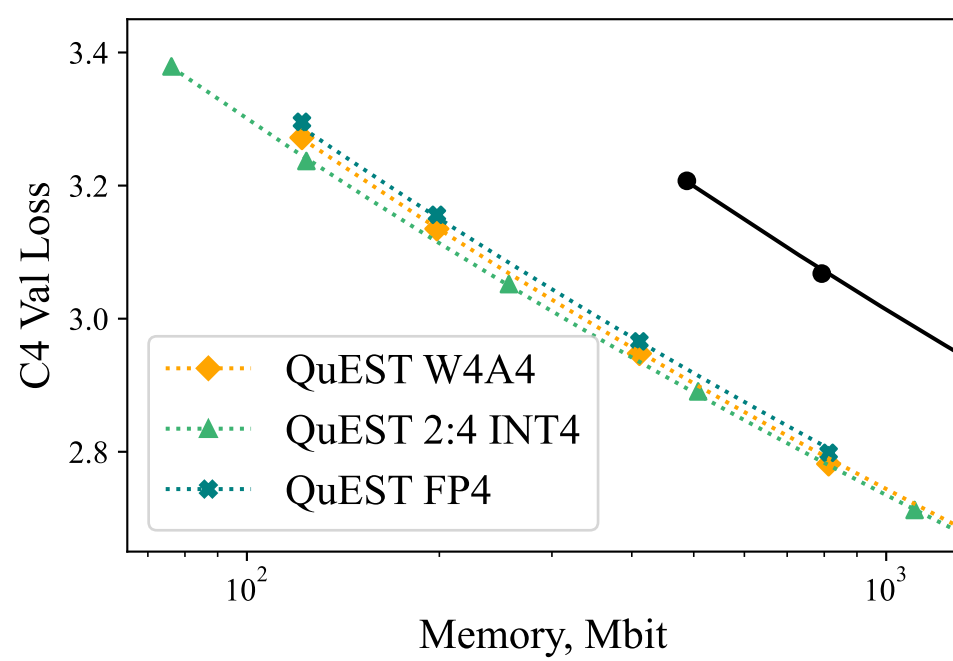 3.4
3.2
3.0
2.8
C4 Val Loss
QuEST W4A4
QuEST 2:4 INT4
QuEST FP4
10²
10³
Memory, Mbit